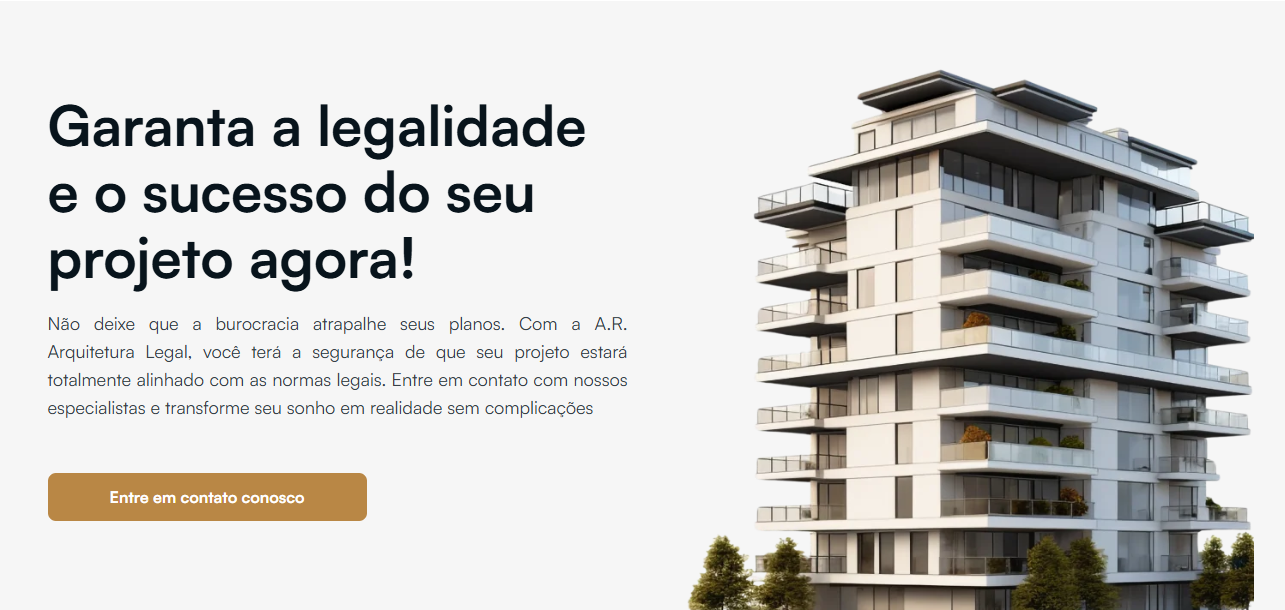 Garanta a legalidade
e o sucesso do seu
projeto agora!
Não deixe que a burocracia atrapalhe seus planos. Com a A.R.
Arquitetura Legal, você terá a segurança de que seu projeto estará
totalmente alinhado com as normas legais. Entre em contato com nossos
especialistas e transforme seu sonho em realidade sem complicações
Entre em contato conosco